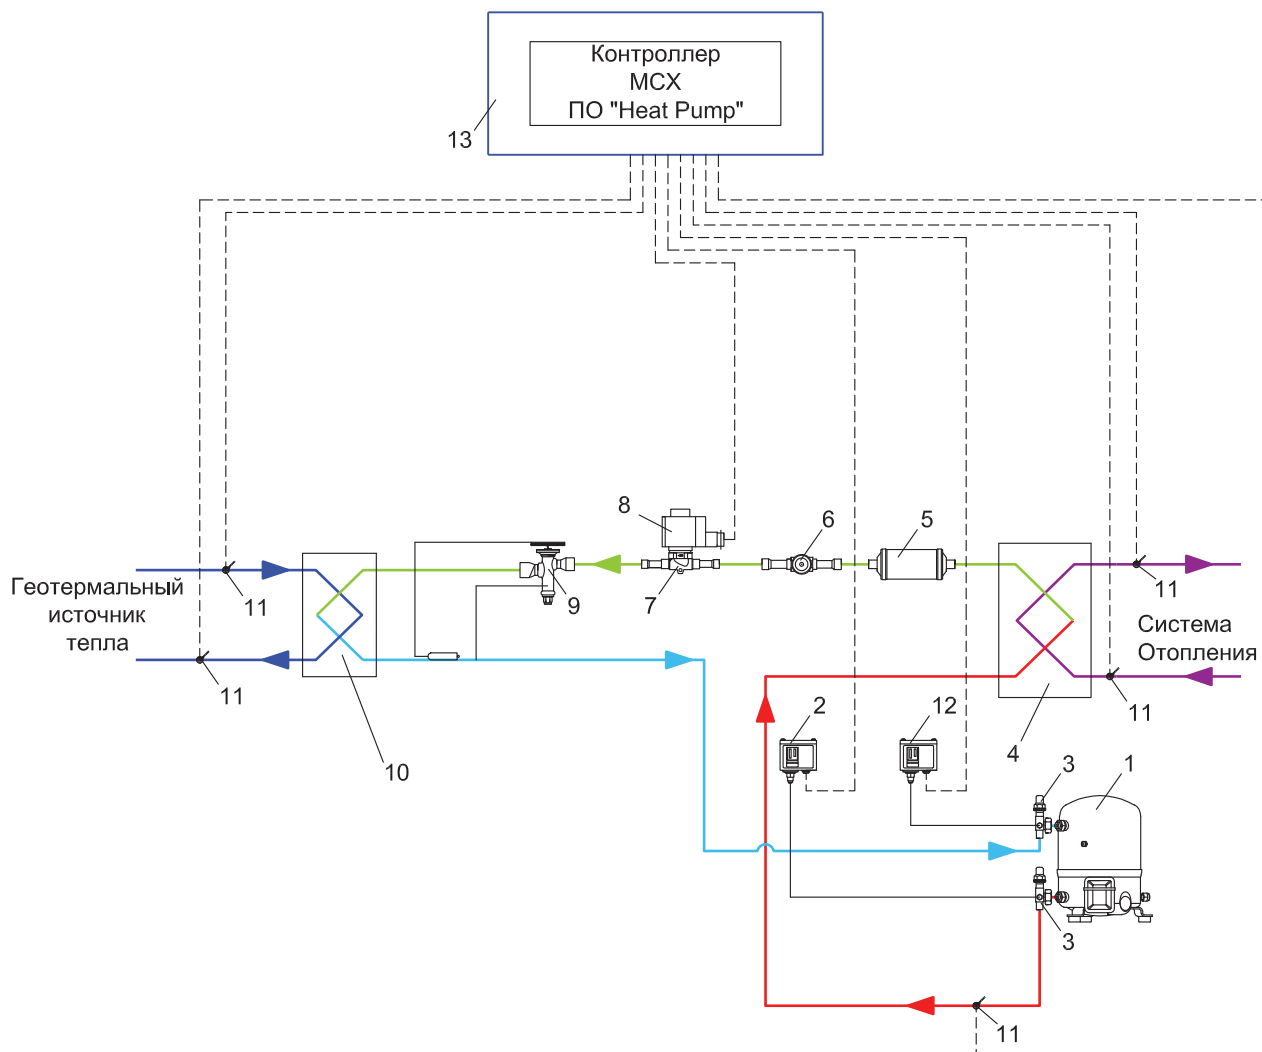 Контроллер
МСХ
ПО "Heat Pump"
13
8
6
5
7
9
11
11
Геотермальный
источник
тепла
11
11
Система
Отопления
10
2
12
4
3
1
3
11